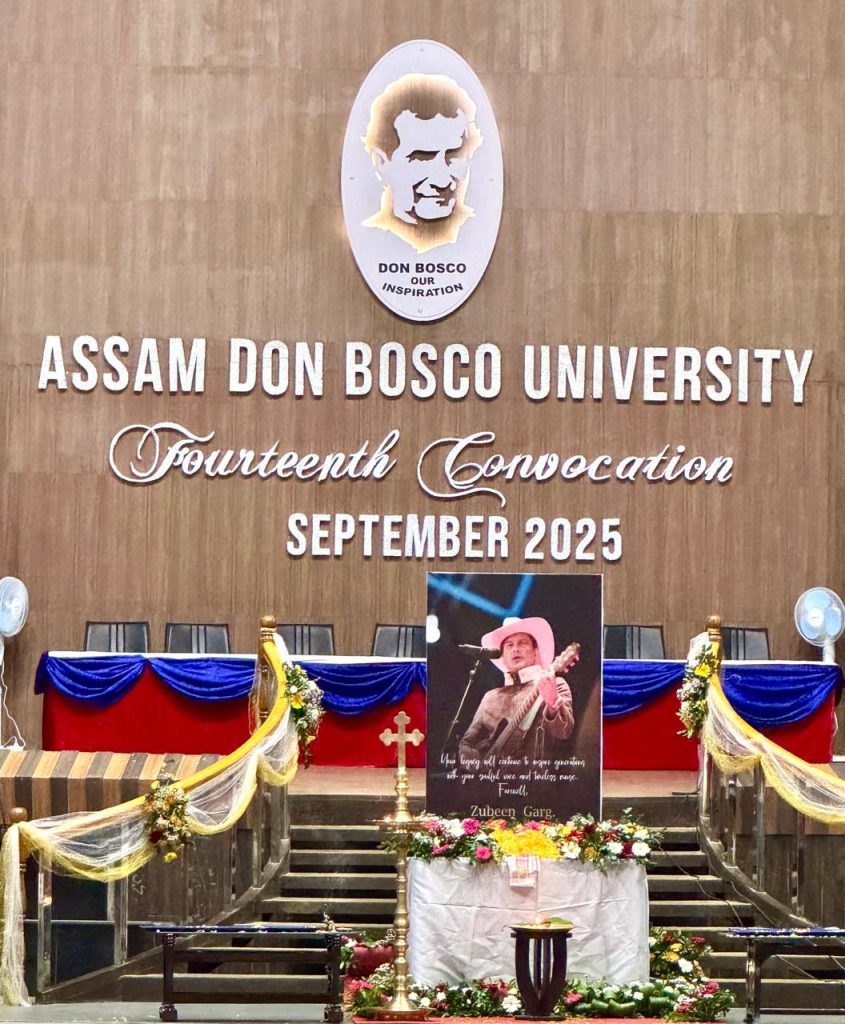 DON BOSCO
OUR
INSPIRATION
ASSAM DON BOSCO UNIVERSITY
Fourteenth Convocation
SEPTEMBER 2025
Your legacy will continue to inspire generations
with your soulful voice and timeless music.
Farewell,
Zubeen Garg.